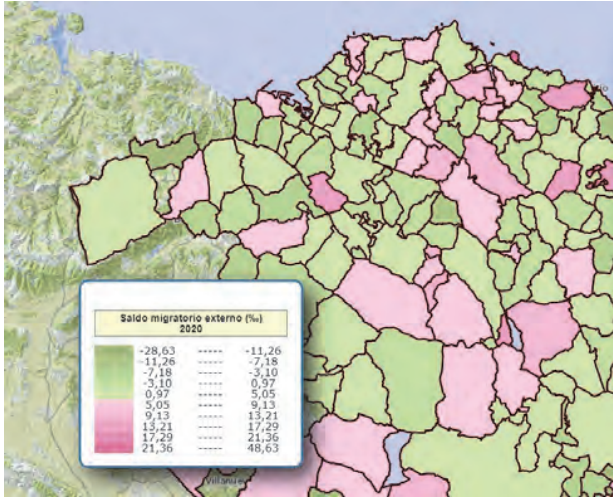 Saldo migratorio externo (‰)
2020
-28,63 ----- -11,26
-11,26 ----- -7,18
-7,18 ----- -3,10
-3,10 ----- 0,97
0,97 ----- 5,05
5,05 ----- 9,13
9,13 ----- 13,21
13,21 ----- 17,29
17,29 ----- 21,36
21,36 ----- 48,63